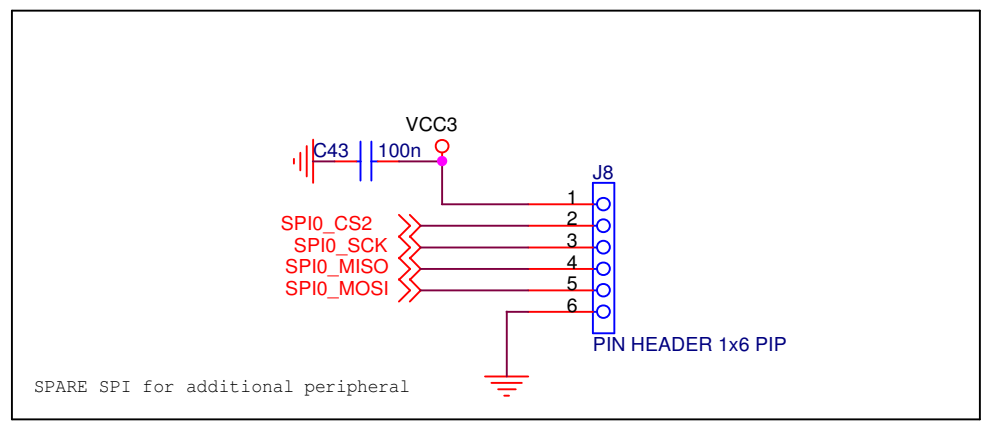 VCC3
C43 100n
J8
1
SPI0_CS2 2
SPI0_SCK 3
SPI0_MISO 4
SPI0_MOSI 5
6
PIN HEADER 1x6 PIP
SPARE SPI for additional peripheral